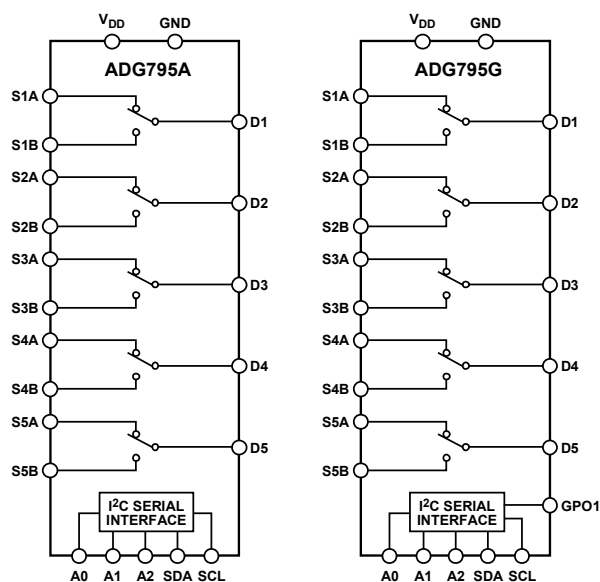 VDD GND
ADG795A
S1A
D1
S1B
S2A
D2
S2B
S3A
D3
S3B
S4A
D4
S4B
S5A
D5
S5B
I2C SERIAL
INTERFACE
A0 A1 A2 SDA SCL
VDD GND
ADG795G
S1A
D1
S1B
S2A
D2
S2B
S3A
D3
S3B
S4A
D4
S4B
S5A
D5
S5B
I2C SERIAL
INTERFACE
GPO1
A0 A1 A2 SDA SCL